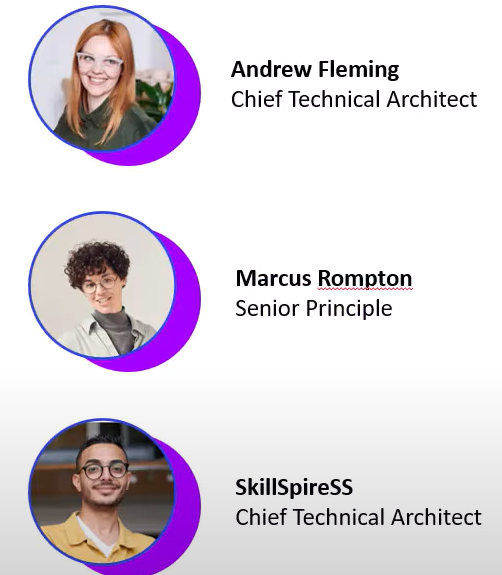 Andrew Fleming
Chief Technical Architect
Marcus Rompton
Senior Principle
SkillSpireSS
Chief Technical Architect